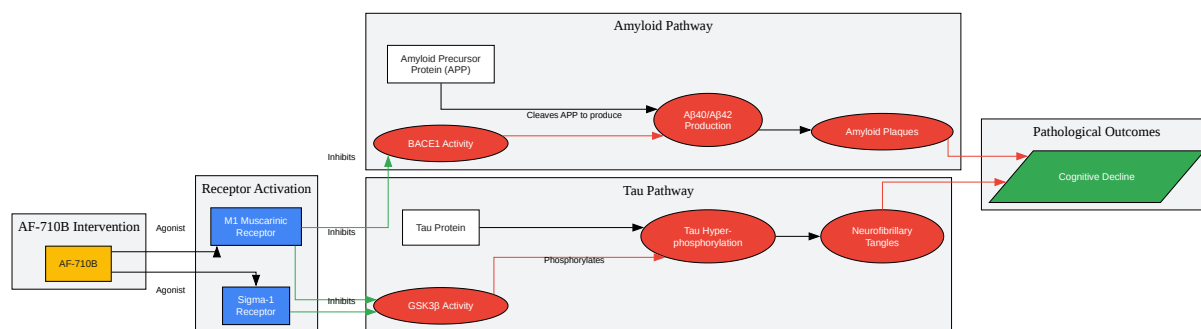 Amyloid Pathway
Amyloid Precursor
Protein (APP)
Cleaves APP to produce
Aβ40/Aβ42
Production
BACE1 Activity
Amyloid Plaques
Inhibits
Pathological Outcomes
Cognitive Decline
Receptor Activation
Tau Pathway
AF-710B Intervention
Agonist
M1 Muscarinic
Receptor
Inhibits
Tau Protein
Tau Hyper-
phosphorylation
Neurofibrillary
Tangles
AF-710B
Phosphorylates
Agonist
Sigma-1
Receptor
Inhibits
GSK3β Activity